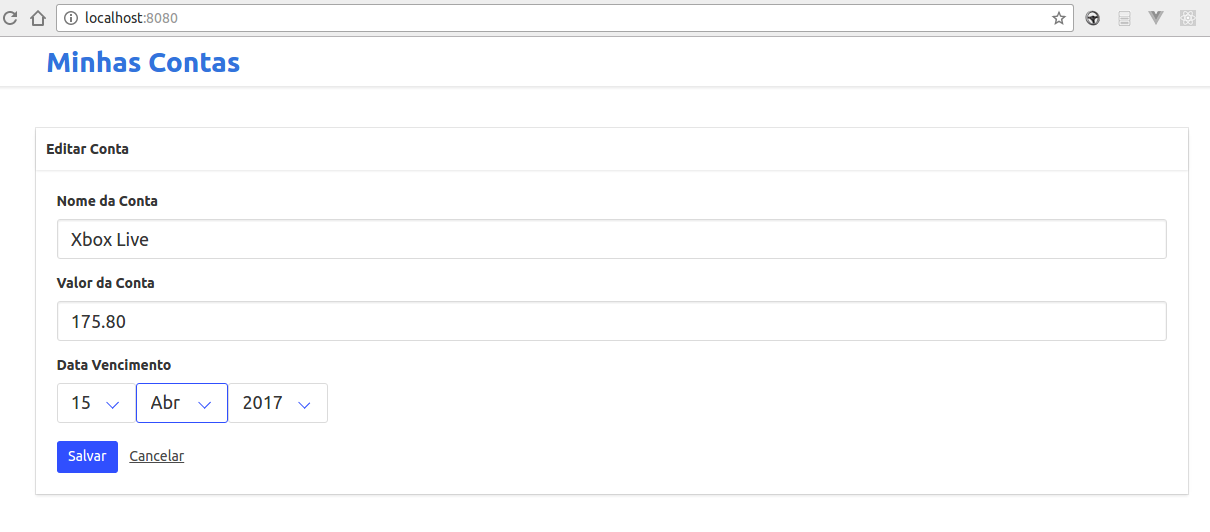 localhost:8080
Minhas Contas
Editar Conta
Nome da Conta
Xbox Live
Valor da Conta
175.80
Data Vencimento
15 Abr 2017
Salvar Cancelar